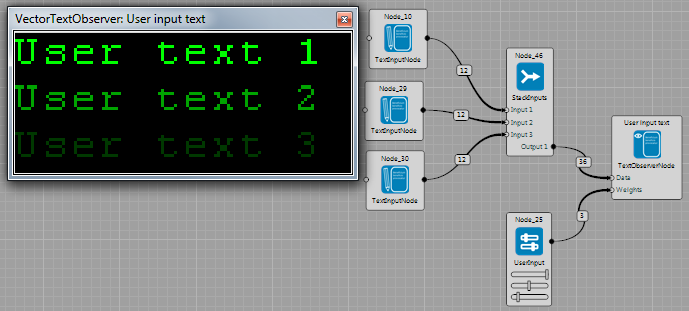 VectorTextObserver: User input text
x
User text 1
User text 2
User text 3
Node_10
TextInputNode
12
Node_29
TextInputNode
12
Node_30
TextInputNode
12
Node_46
StackInputs
Input 1
Input 2
Input 3
Output 1
36
User input text
TextObserverNode
Data
Weights
3
Node_25
UserInput